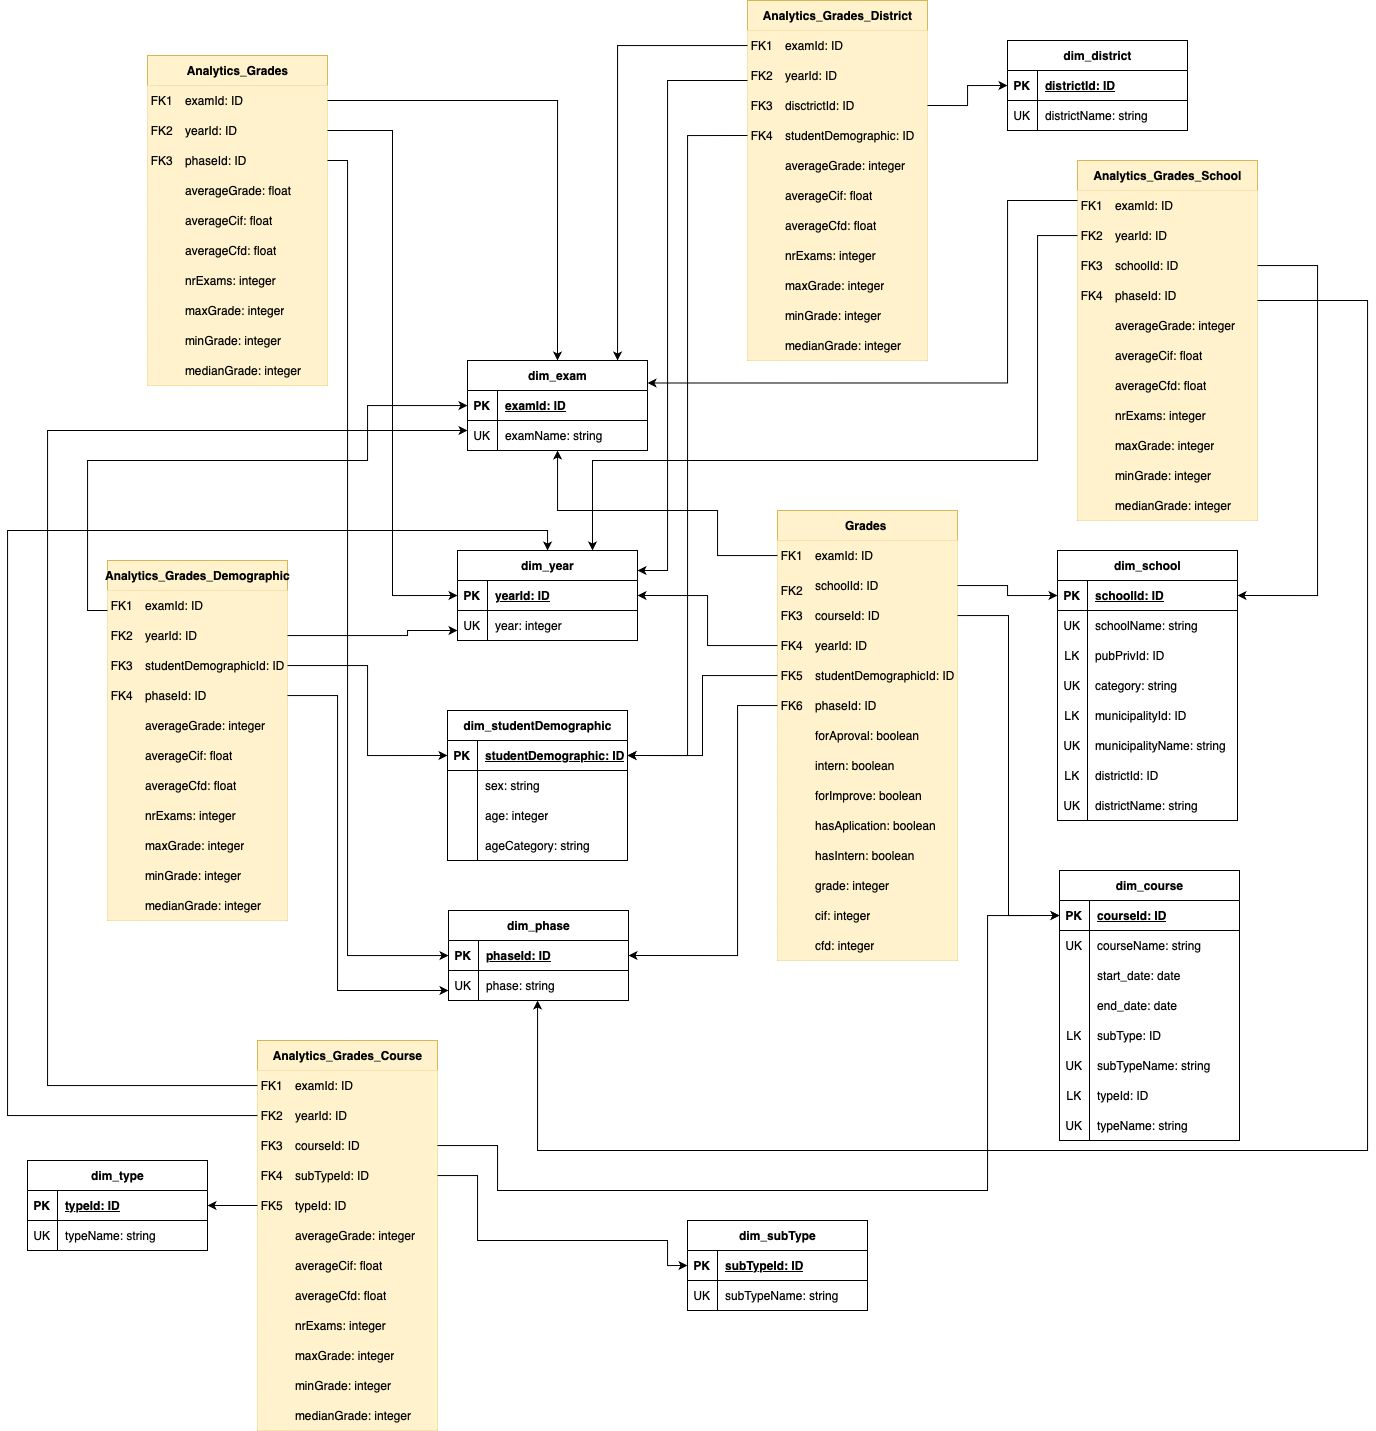 Analytics_Grades_District
FK1 examId: ID
FK2 yearId: ID
FK3 disctrictId: ID
FK4 studentDemographic: ID
averageGrade: integer
averageCif: float
averageCfd: float
nrExams: integer
maxGrade: integer
minGrade: integer
medianGrade: integer
dim_district
PK districtId: ID
UK districtName: string
Analytics_Grades
FK1 examId: ID
FK2 yearId: ID
FK3 phaseId: ID
averageGrade: float
averageCif: float
averageCfd: float
nrExams: integer
maxGrade: integer
minGrade: integer
medianGrade: integer
Analytics_Grades_School
FK1 examId: ID
FK2 yearId: ID
FK3 schoolId: ID
FK4 phaseId: ID
averageGrade: integer
averageCif: float
averageCfd: float
nrExams: integer
maxGrade: integer
minGrade: integer
medianGrade: integer
dim_exam
PK examId: ID
UK examName: string
Grades
FK1 examId: ID
FK2 schoolId: ID
FK3 courseId: ID
FK4 yearId: ID
FK5 studentDemographicId: ID
FK6 phaseId: ID
forAproval: boolean
intern: boolean
forImprove: boolean
hasAplication: boolean
hasIntern: boolean
grade: integer
cif: integer
cfd: integer
dim_year
PK yearId: ID
UK year: integer
dim_school
PK schoolId: ID
UK schoolName: string
LK pubPrivId: ID
UK category: string
LK municipalityId: ID
UK municipalityName: string
LK districtId: ID
UK districtName: string
Analytics_Grades_Demographic
FK1 examId: ID
FK2 yearId: ID
FK3 studentDemographicId: ID
FK4 phaseId: ID
averageGrade: integer
averageCif: float
averageCfd: float
nrExams: integer
maxGrade: integer
minGrade: integer
medianGrade: integer
dim_studentDemographic
PK studentDemographic: ID
sex: string
age: integer
ageCategory: string
dim_course
PK courseId: ID
UK courseName: string
start_date: date
end_date: date
LK subType: ID
UK subTypeName: string
LK typeId: ID
UK typeName: string
dim_phase
PK phaseId: ID
UK phase: string
Analytics_Grades_Course
FK1 examId: ID
FK2 yearId: ID
FK3 courseId: ID
FK4 subTypeId: ID
FK5 typeId: ID
averageGrade: integer
averageCif: float
averageCfd: float
nrExams: integer
maxGrade: integer
minGrade: integer
medianGrade: integer
dim_type
PK typeId: ID
UK typeName: string
dim_subType
PK subTypeId: ID
UK subTypeName: string